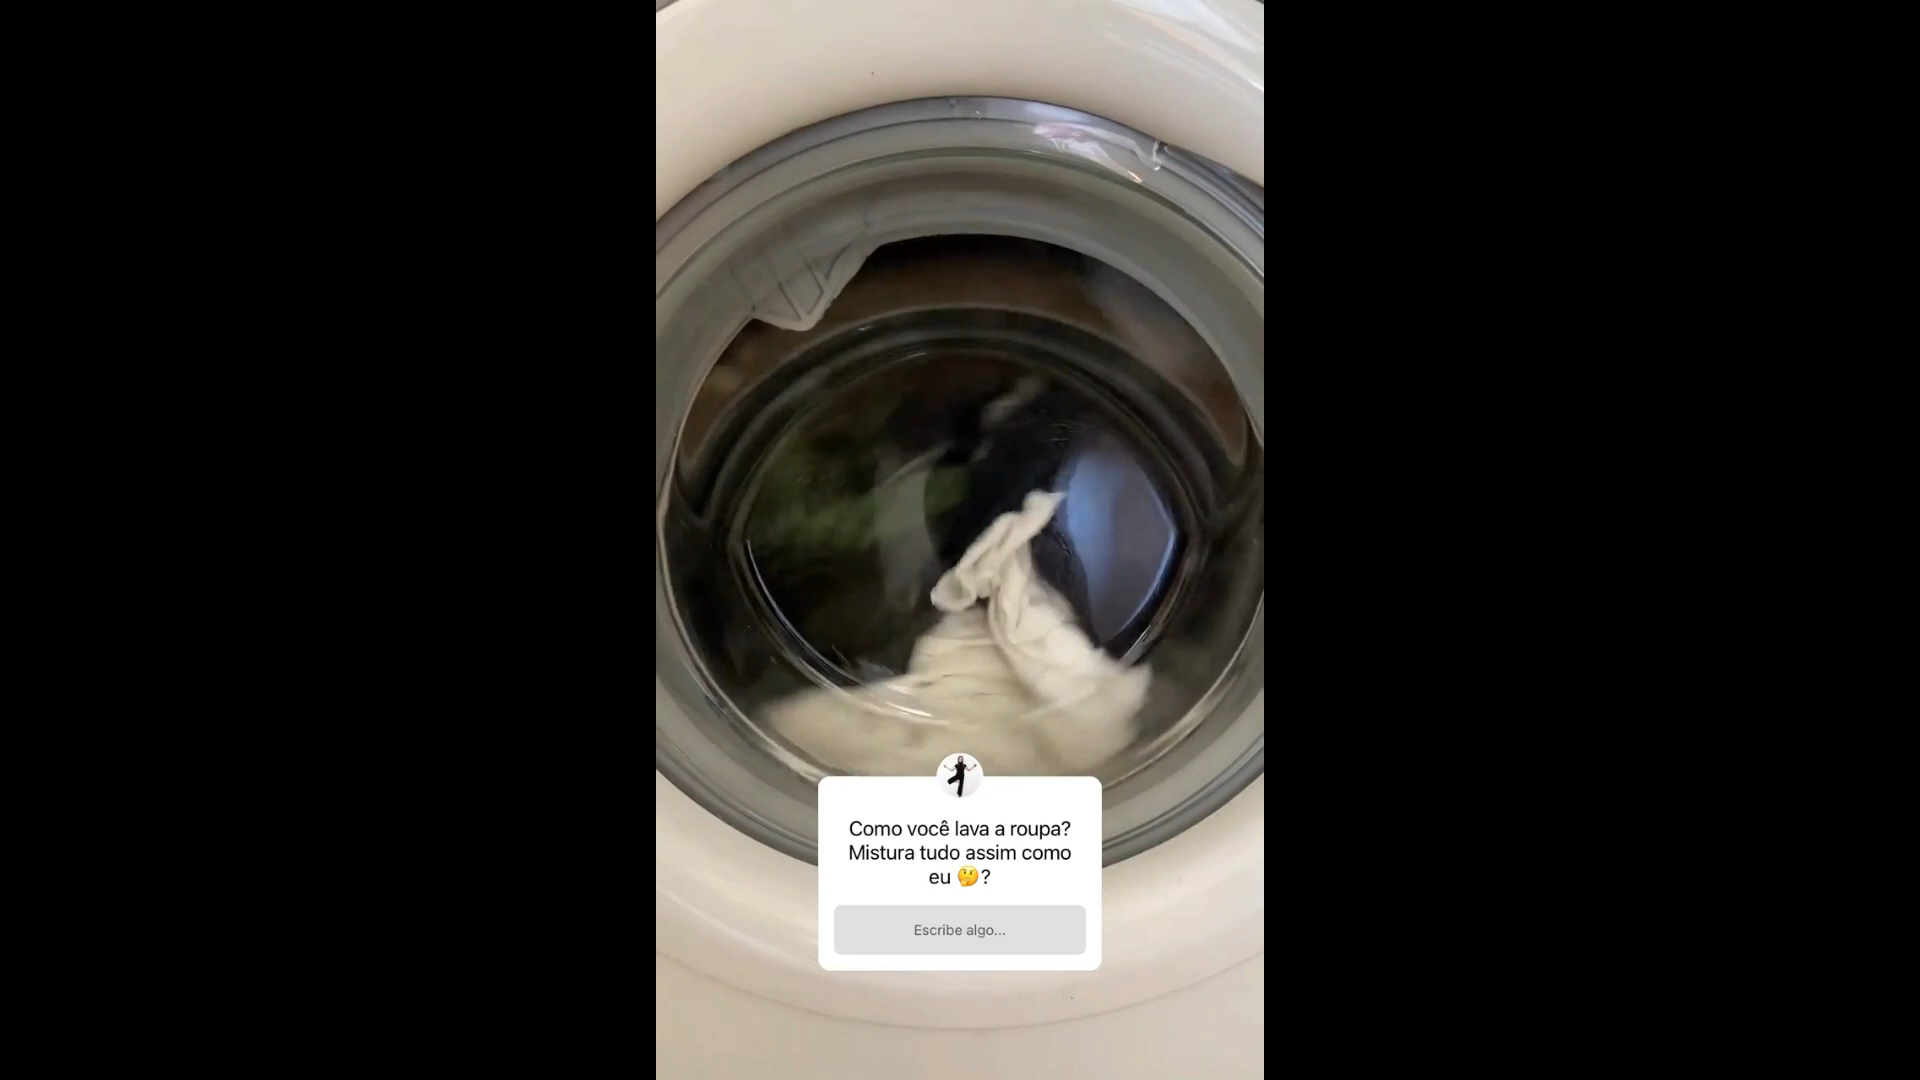 Como você lava a roupa?
Mistura tudo assim como
eu 🤔?
Escribe algo...